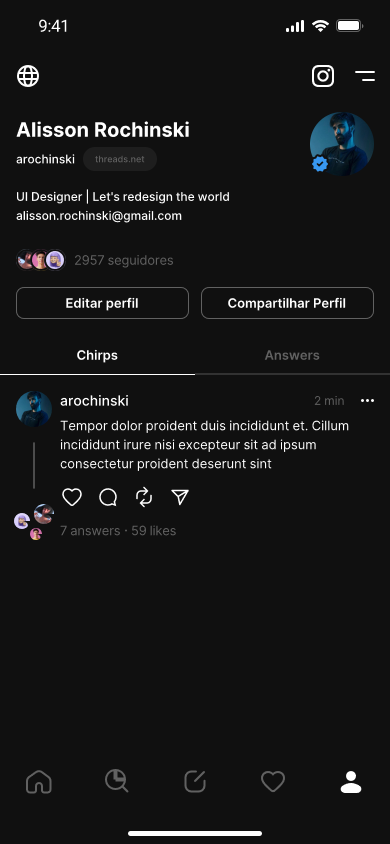 9:41
Alisson Rochinski
arochinski threads.net
UI Designer | Let's redesign the world
alisson.rochinski@gmail.com
2957 seguidores
Editar perfil Compartilhar Perfil
Chirps Answers
arochinski 2 min
Tempor dolor proident duis incididunt et. Cillum
incididunt irure nisi excepteur sit ad ipsum
consectetur proident deserunt sint
7 answers · 59 likes